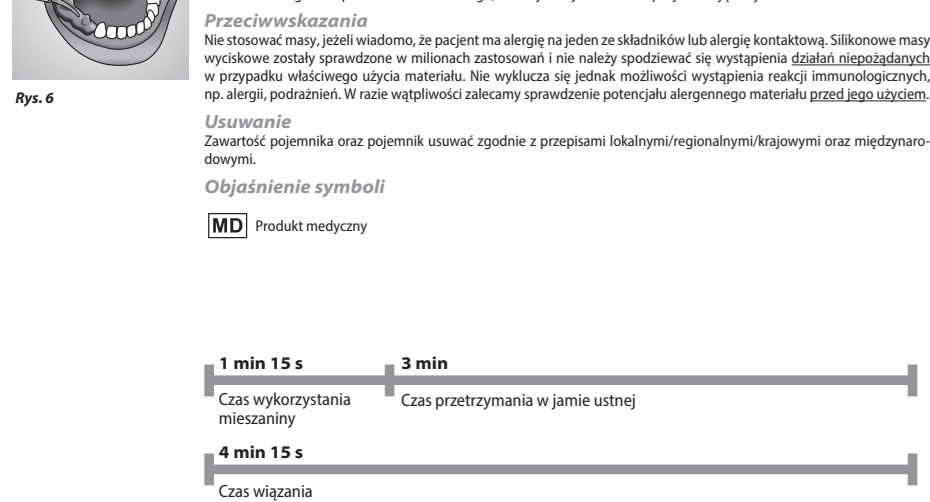 Przeciwwskazania
Nie stosować masy, jeżeli wiadomo, że pacjent ma alergię na jeden ze składników lub alergię kontaktową. Silikonowe masy
wyciskowe zostały sprawdzone w milionach zastosowań i nie należy spodziewać się wystąpienia działań niepożądanych
w przypadku właściwego użycia materiału. Nie wyklucza się jednak możliwości wystąpienia reakcji immunologicznych,
np. alergii, podrażnień. W razie wątpliwości zalecamy sprawdzenie potencjału alergennego materiału przed jego użyciem.
Rys. 6
Usuwanie
Zawartość pojemnika oraz pojemnik usuwać zgodnie z przepisami lokalnymi/regionalnymi/krajowymi oraz międzynaro-
dowymi.
Objaśnienie symboli
MD Produkt medyczny
1 min 15 s 3 min
Czas wykorzystania Czas przetrzymania w jamie ustnej
mieszaniny
4 min 15 s
Czas wiązania